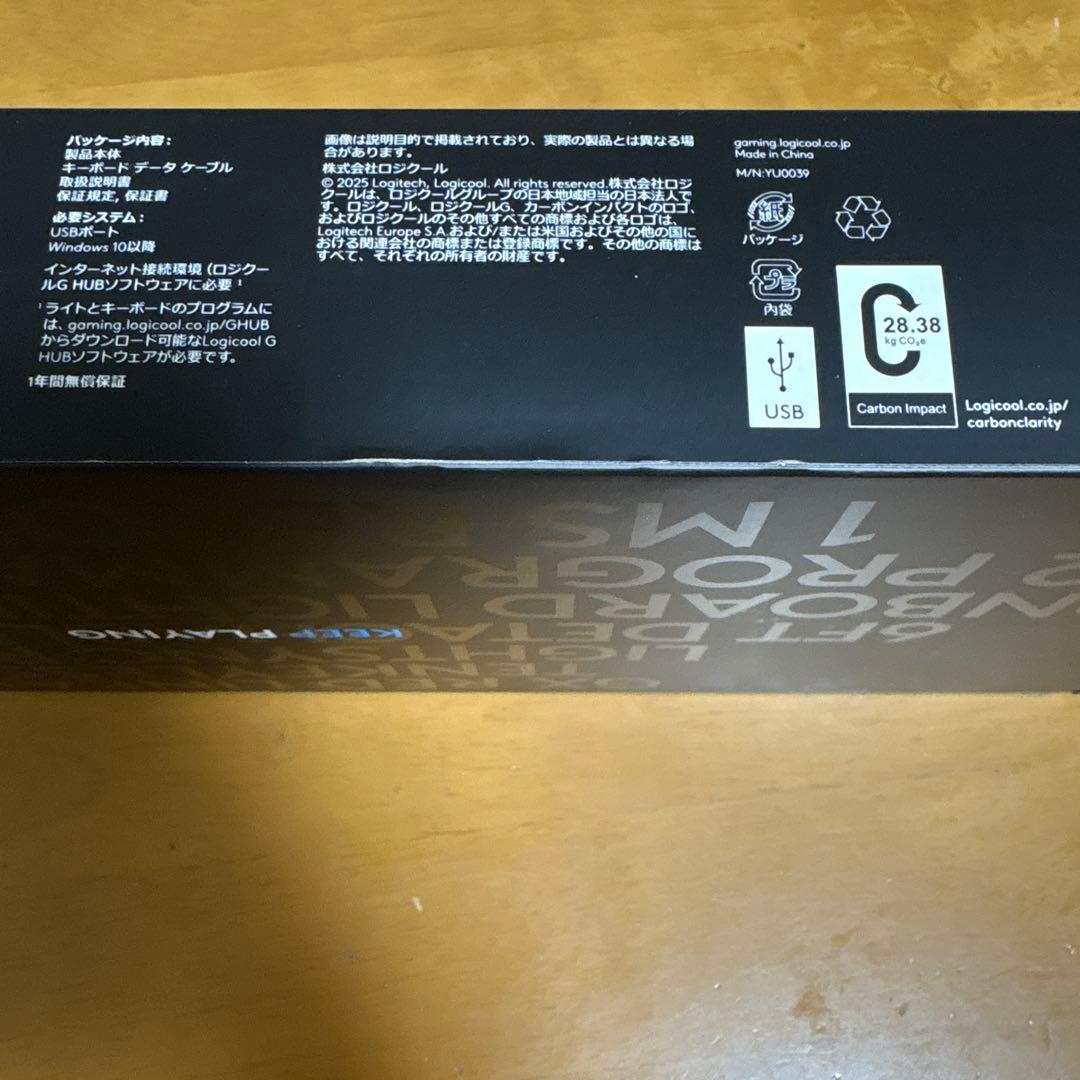 パッケージ内容：
製品本体
キーボード データ ケーブル
取扱説明書
保証規定, 保証書
必要システム：
USBポート
Windows 10以降
インターネット接続環境 (ロジクー
ルG HUBソフトウェアに必要 ¹
¹ライトとキーボードのプログラムに
は、gaming.logicool.co.jp/GHUB
からダウンロード可能なLogicool G
HUBソフトウェアが必要です。
1年間無償保証
画像は説明目的で掲載されており、実際の製品とは異なる場
合があります。
株式会社ロジクール
© 2025 Logitech, Logicool. All rights reserved.株式会社ロジ
クールは、ロジクールグループの日本地域担当の日本法人で
す。ロジクール、ロジクールG、カーボンインパクトのロゴ、
およびロジクールのその他すべての商標および各ロゴは、
Logitech Europe S.A.および/または米国およびその他の国に
おける関連会社の商標または登録商標です。その他の商標は
すべて、それぞれの所有者の財産です。
gaming.logicool.co.jp
Made in China
M/N:YU0039
紙
パッケージ
プラ
内袋
USB
28.38
kg CO₂e
Carbon Impact
Logicool.co.jp/
carbonclarity
1 MS
PROGRA
BOARD LIG
6FT. DETA
LIGHTSY
KEEP PLAYING